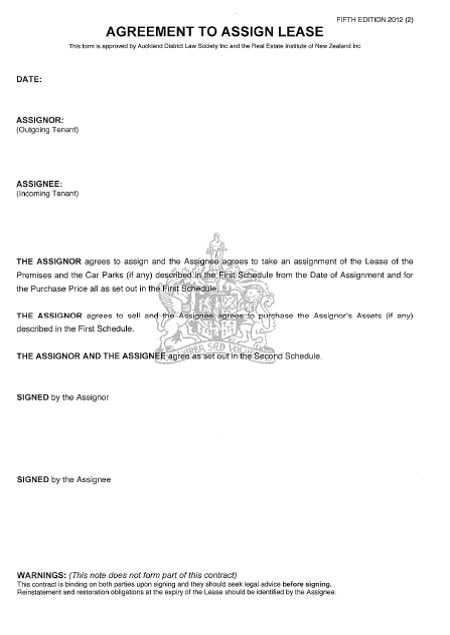 FIFTH EDITION 2012 (2)
AGREEMENT TO ASSIGN LEASE
This form is approved by Auckland District Law Society Inc and the Real Estate Institute of New Zealand Inc
DATE:
ASSIGNOR:
(Outgoing Tenant)
ASSIGNEE:
(Incoming Tenant)
THE ASSIGNOR agrees to assign and the Assignee agrees to take an assignment of the Lease of the
Premises and the Car Parks (if any) described in the First Schedule from the Date of Assignment and for
the Purchase Price all as set out in the First Schedule.
THE ASSIGNOR agrees to sell and the Assignee agrees to purchase the Assignor's Assets (if any)
described in the First Schedule.
THE ASSIGNOR AND THE ASSIGNEE agree as set out in the Second Schedule.
SIGNED by the Assignor
SIGNED by the Assignee
WARNINGS: (This note does not form part of this contract)
This contract is binding on both parties upon signing and they should seek legal advice before signing.
Reinstatement and restoration obligations at the expiry of the Lease should be identified by the Assignee.